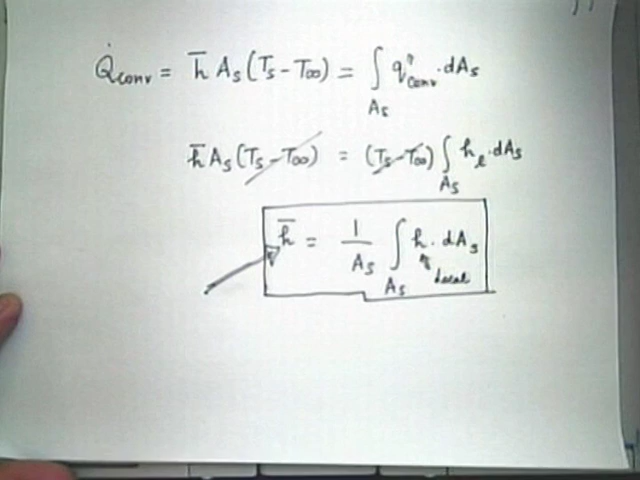 Q̇conv = h̄ As (Ts - T∞) = ∫As q"conv · dAs
h̄ As (Ts - T∞) = (Ts - T∞) ∫As hℓ · dAs
h̄ = 1/As ∫As h · dAs
Local